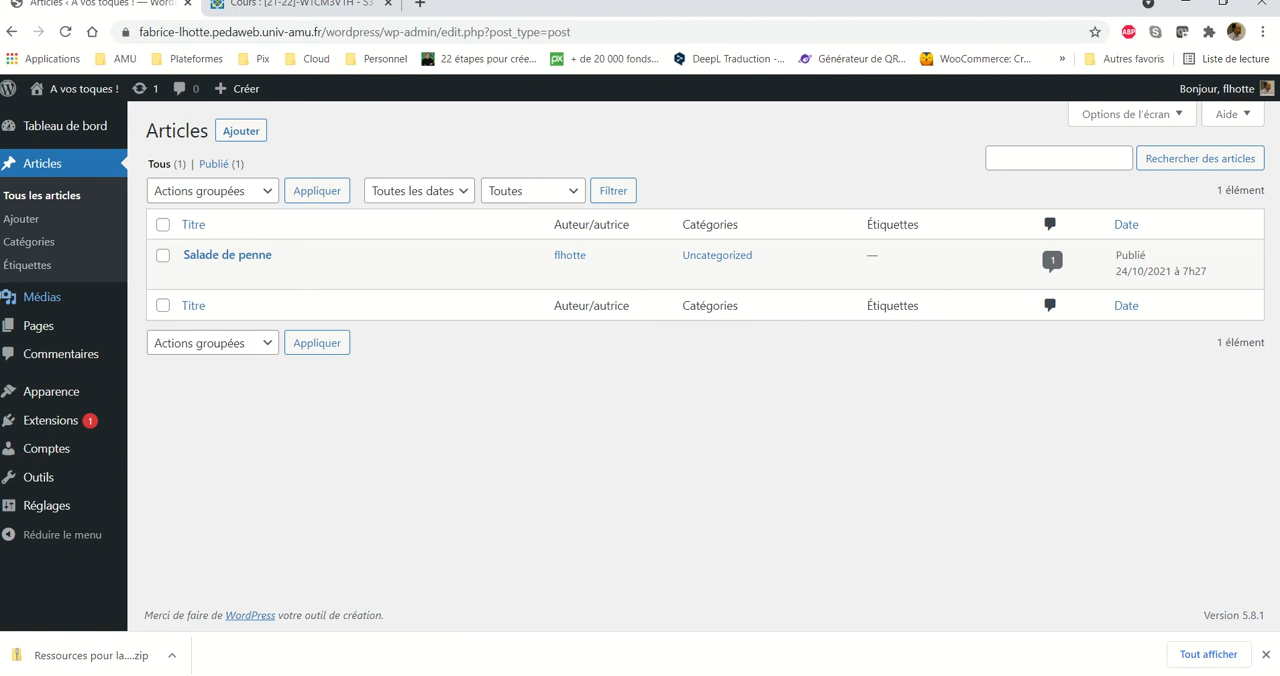 Articles ‹ A vos toques ! — Word
Cours : [21-22]-W1CM3V1H - S3
fabrice-lhotte.pedaweb.univ-amu.fr/wordpress/wp-admin/edit.php?post_type=post
Applications AMU Plateformes Pix Cloud Personnel 22 étapes pour crée... + de 20 000 fonds... DeepL Traduction -... Générateur de QR... WooCommerce: Cr... » Autres favoris Liste de lecture
A vos toques ! 1 0 Créer Bonjour, flhotte
Tableau de bord
Articles
Tous les articles
Ajouter
Catégories
Étiquettes
Médias
Pages
Commentaires
Apparence
Extensions 1
Comptes
Outils
Réglages
Réduire le menu
Options de l'écran Aide
Articles Ajouter
Tous (1) | Publié (1)
Rechercher des articles
Actions groupées Appliquer Toutes les dates Toutes Filtrer 1 élément
Titre Auteur/autrice Catégories Étiquettes Date
Salade de penne flhotte Uncategorized — 1 Publié
24/10/2021 à 7h27
Titre Auteur/autrice Catégories Étiquettes Date
Actions groupées Appliquer 1 élément
Merci de faire de WordPress votre outil de création. Version 5.8.1
Ressources pour la....zip Tout afficher